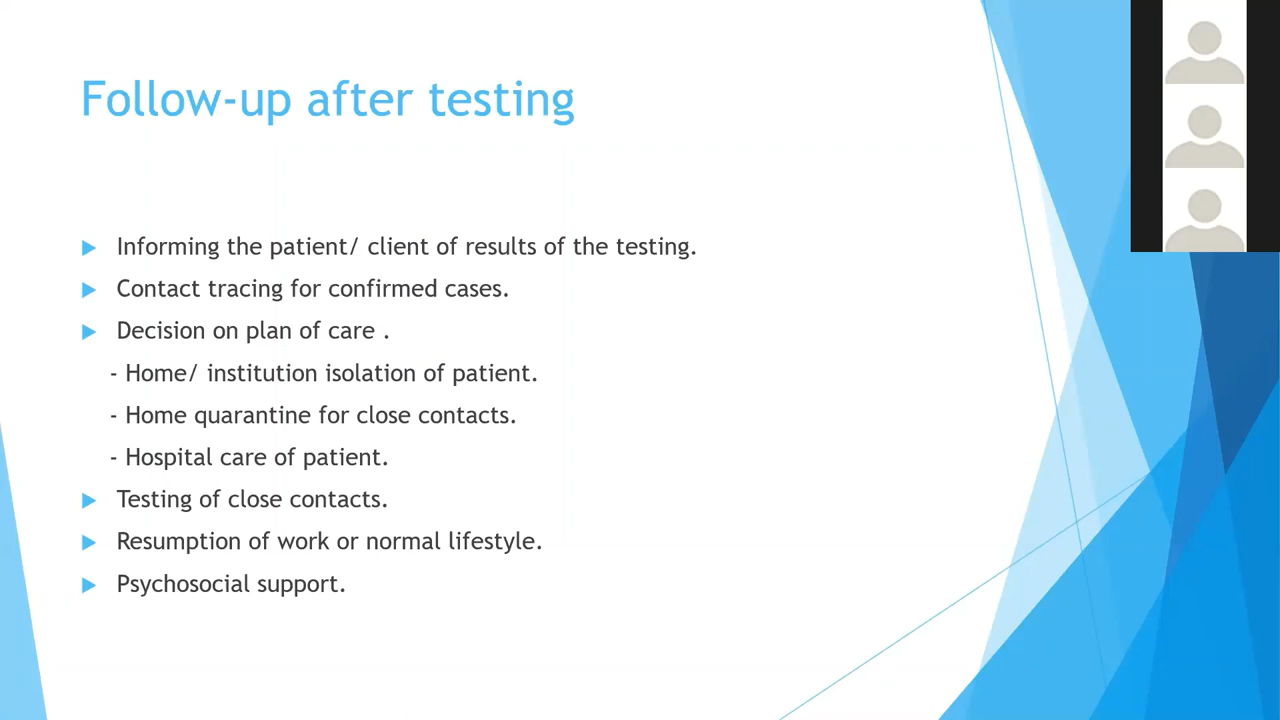 Follow-up after testing
Informing the patient/ client of results of the testing.
Contact tracing for confirmed cases.
Decision on plan of care .
- Home/ institution isolation of patient.
- Home quarantine for close contacts.
- Hospital care of patient.
Testing of close contacts.
Resumption of work or normal lifestyle.
Psychosocial support.